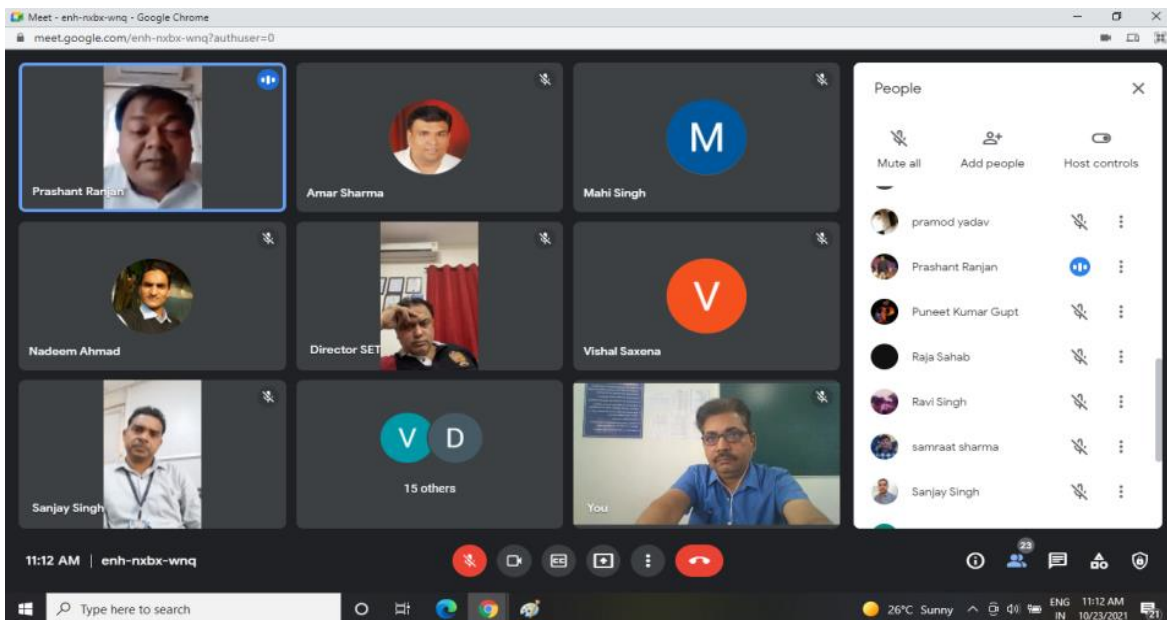 Meet - enh-nxbx-wnq - Google Chrome
meet.google.com/enh-nxbx-wnq?authuser=0
Prashant Ranjan
Amar Sharma
M
Mahi Singh
Nadeem Ahmad
Director SET
V
Vishal Saxena
Sanjay Singh
V D
15 others
You
People
Mute all Add people Host controls
pramod yadav
Prashant Ranjan
Puneet Kumar Gupt
Raja Sahab
Ravi Singh
samraat sharma
Sanjay Singh
11:12 AM | enh-nxbx-wnq
CC
23
Type here to search
26°C Sunny
ENG
IN
11:12 AM
10/23/2021
21